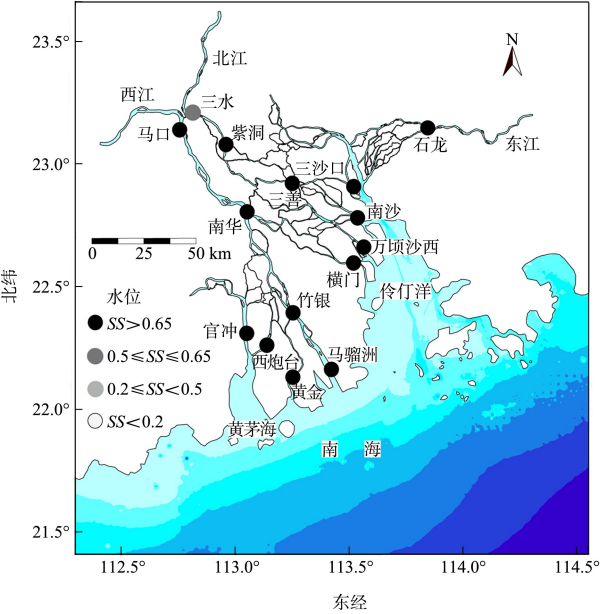 23.5°
23.0°
22.5°
22.0°
21.5°
北纬
112.5°
113.0°
113.5°
114.0°
114.5°
东经
N
北江
西江
三水
马口
紫洞
石龙
东江
三沙口
三善
南沙
南华
万顷沙西
横门
伶仃洋
0
25
50 km
水位
SS>0.65
0.5≤SS≤0.65
0.2≤SS<0.5
SS<0.2
竹银
官冲
西炮台
马骝洲
黄金
黄茅海
南 海